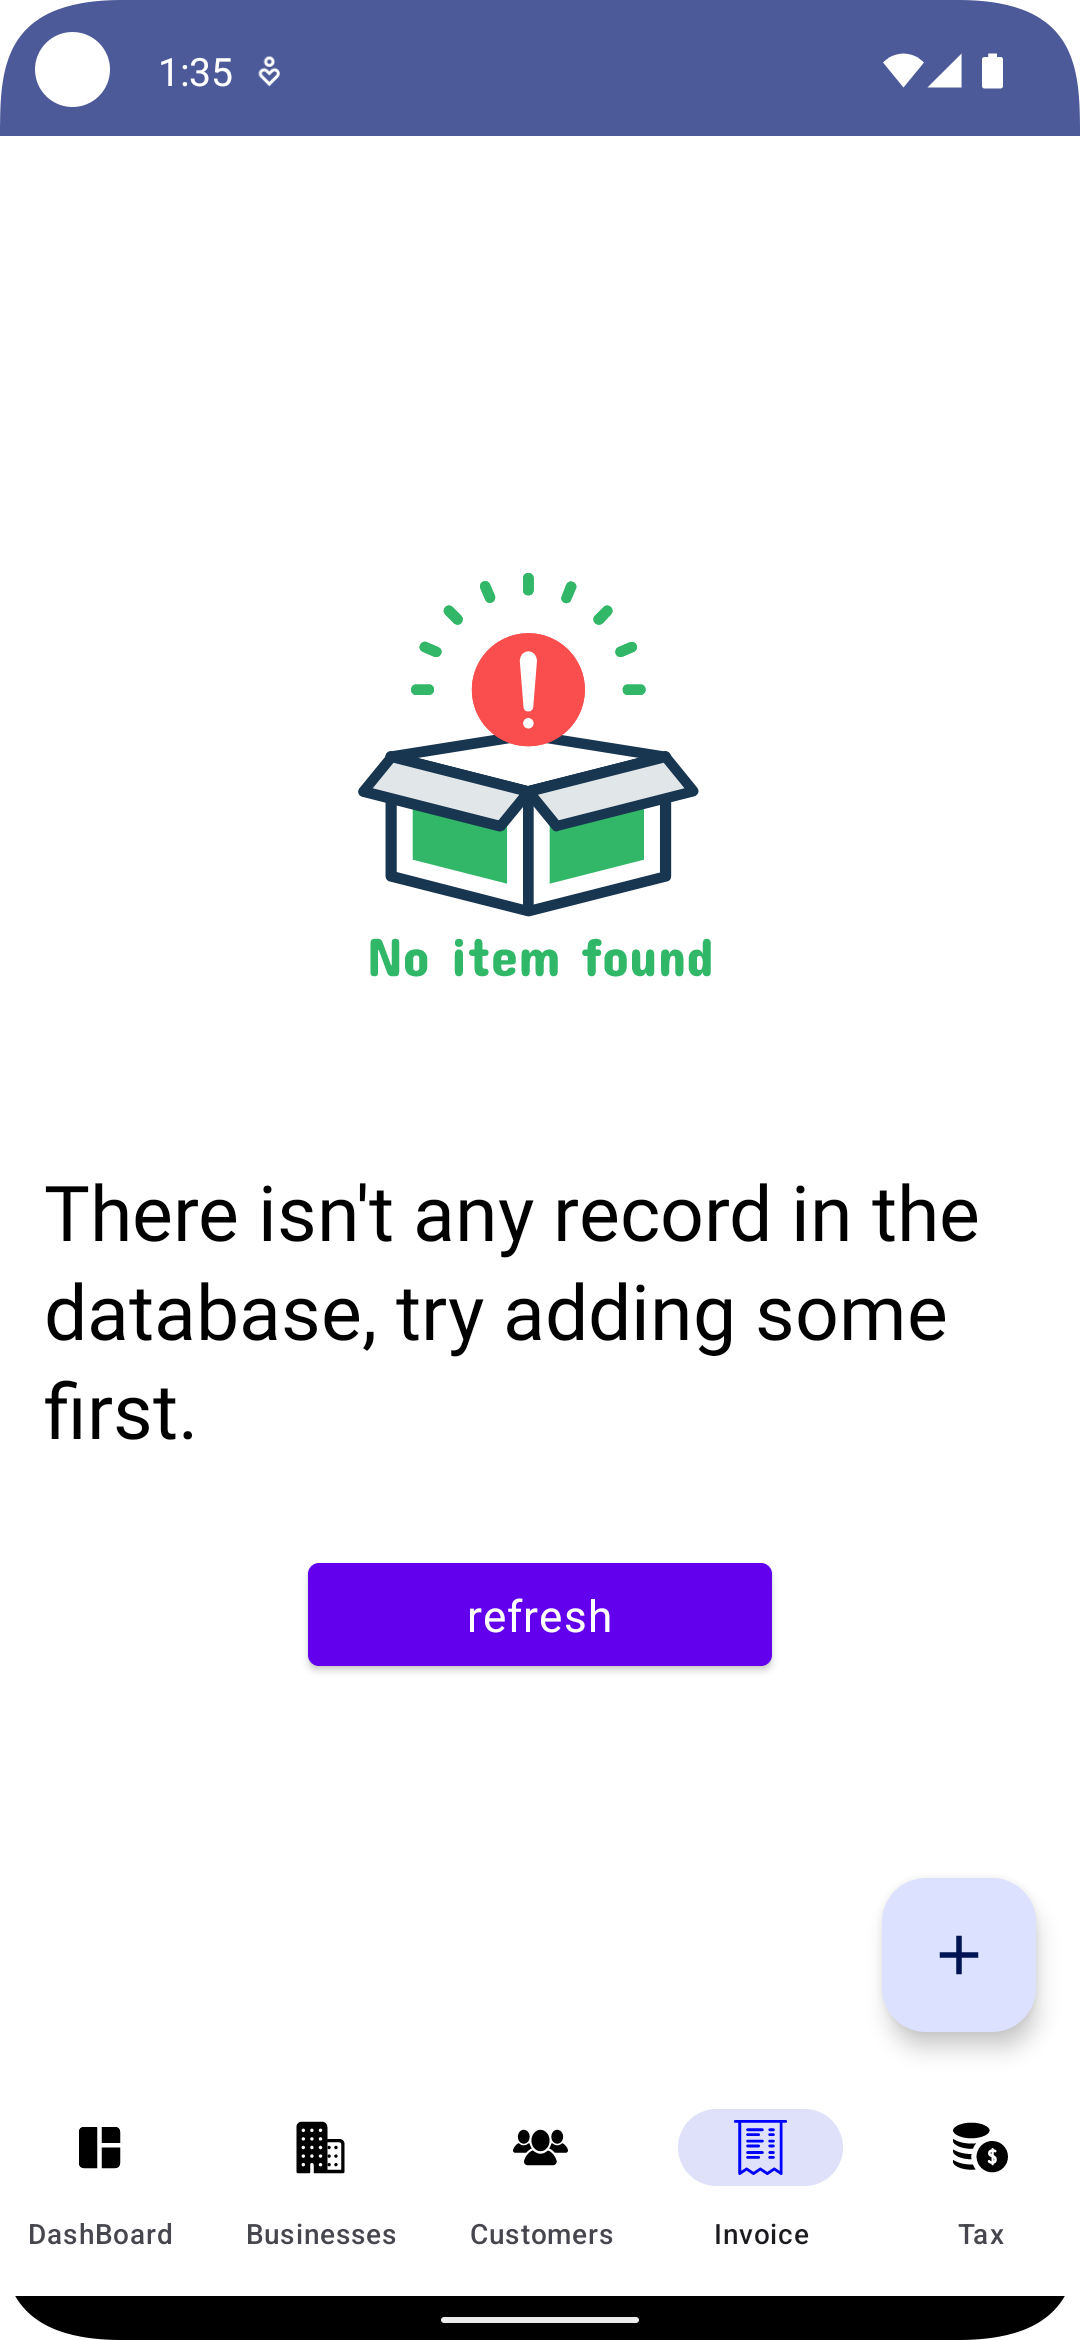 1:35
No item found
There isn't any record in the
database, try adding some
first.
refresh
DashBoard
Businesses
Customers
Invoice
Tax